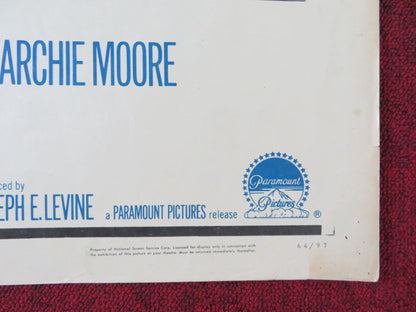 ARCHIE MOORE
ced by
EPH E. LEVINE a PARAMOUNT PICTURES release
Paramount
Pictures
®
Property of National Screen Service Corp. Licensed for display only in connection with
the exhibition of this picture at your theatre. Must be returned immediately thereafter.
64/97